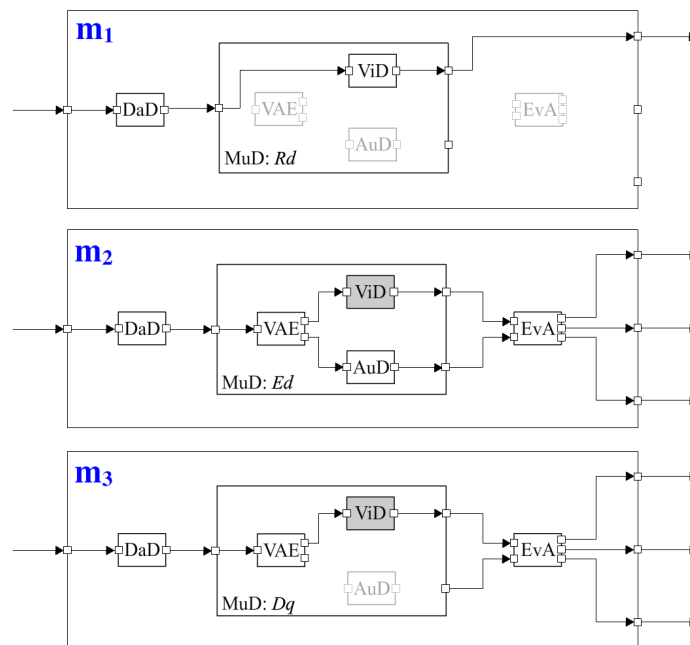 m1
ViD
DaD
VAE
EvA
AuD
MuD: Rd
m2
ViD
DaD
VAE
EvA
AuD
MuD: Ed
m3
ViD
DaD
VAE
EvA
AuD
MuD: Dq